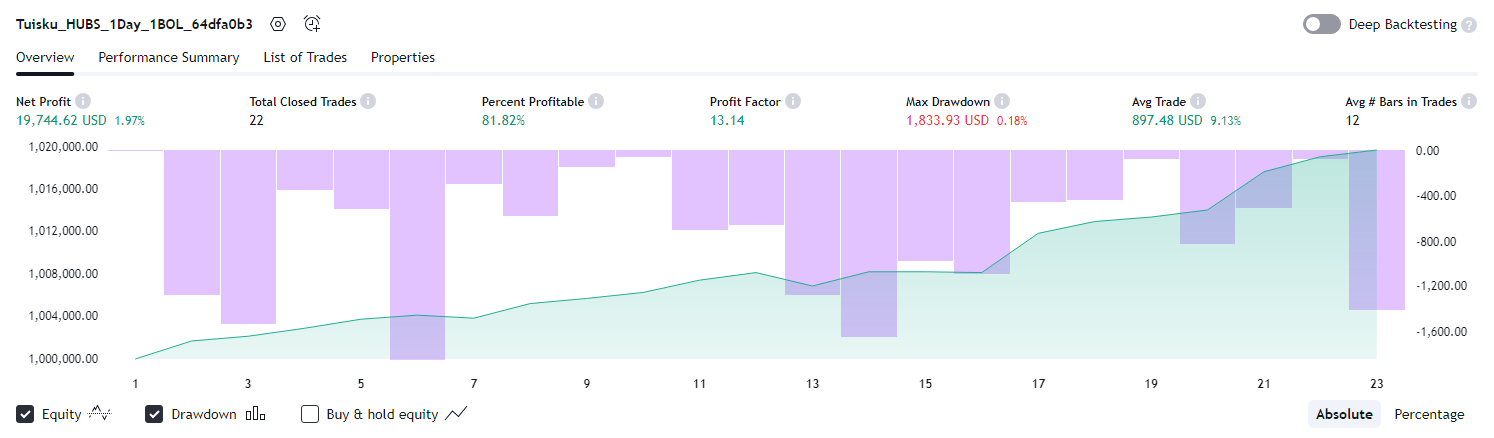 Tuisku_HUBS_1Day_1BOL_64dfa0b3 Deep Backtesting ?
Overview Performance Summary List of Trades Properties
Net Profit i Total Closed Trades i Percent Profitable i Profit Factor i Max Drawdown i Avg Trade i Avg # Bars in Trades i
19,744.62 USD 1.97% 22 81.82% 13.14 1,833.93 USD 0.18% 897.48 USD 9.13% 12
1,020,000.00 0.00
1,016,000.00 -400.00
1,012,000.00 -800.00
1,008,000.00 -1,200.00
1,004,000.00 -1,600.00
1,000,000.00
1 3 5 7 9 11 13 15 17 19 21 23
Equity Drawdown Buy & hold equity Absolute Percentage